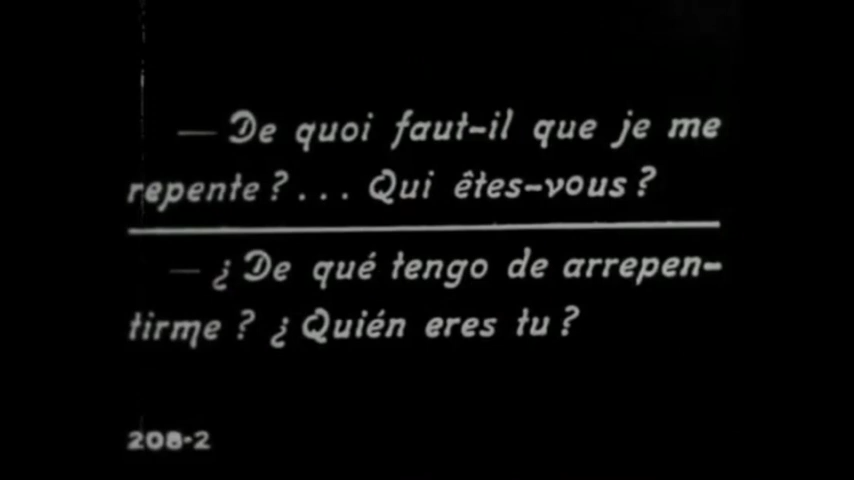 — De quoi faut-il que je me
repente ? . . . Qui êtes-vous ?
— ¿ De qué tengo de arrepen-
tirme ? ¿ Quién eres tu ?
208-2